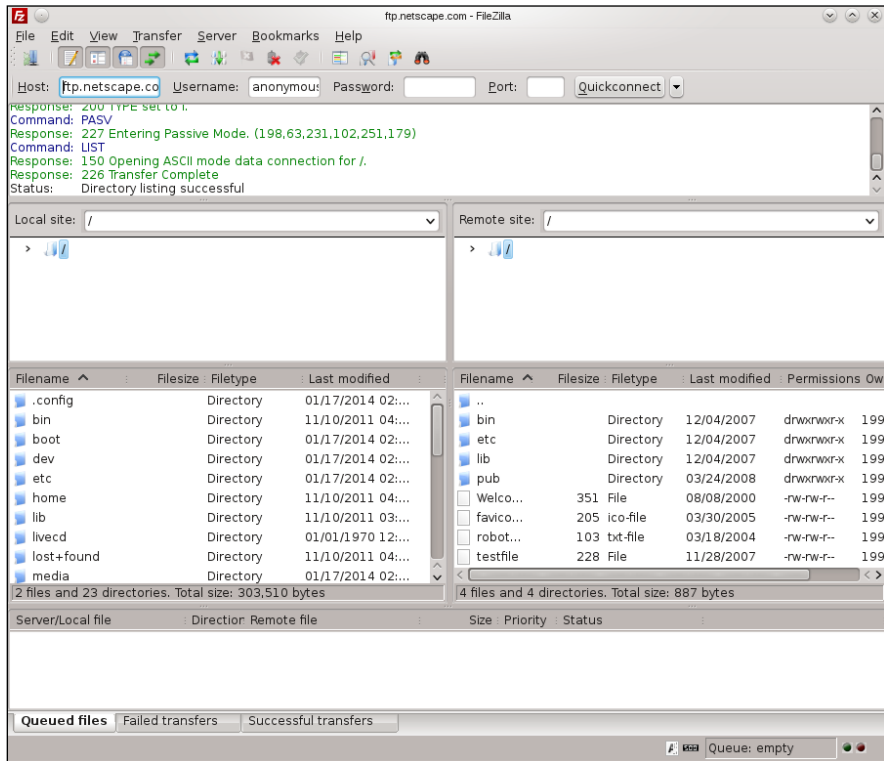 ftp.netscape.com - FileZilla
File Edit View Transfer Server Bookmarks Help
Host: ftp.netscape.co Username: anonymous Password: Port: Quickconnect
Response: 200 TYPE set to I.
Command: PASV
Response: 227 Entering Passive Mode. (198,63,231,102,251,179)
Command: LIST
Response: 150 Opening ASCII mode data connection for /.
Response: 226 Transfer Complete
Status: Directory listing successful
Local site: /
/
Filename Filesize Filetype Last modified
.config Directory 01/17/2014 02:...
bin Directory 11/10/2011 04:...
boot Directory 01/17/2014 02:...
dev Directory 01/17/2014 02:...
etc Directory 01/17/2014 02:...
home Directory 11/10/2011 04:...
lib Directory 11/10/2011 03:...
livecd Directory 01/01/1970 12:...
lost+found Directory 11/10/2011 04:...
media Directory 01/17/2014 02:...
2 files and 23 directories. Total size: 303,510 bytes
Remote site: /
/
Filename Filesize Filetype Last modified Permissions Ow
..
bin Directory 12/04/2007 drwxrwxr-x 199
etc Directory 12/04/2007 drwxrwxr-x 199
lib Directory 12/04/2007 drwxrwxr-x 199
pub Directory 03/24/2008 drwxrwxr-x 199
Welco... 351 File 08/08/2000 -rw-rw-r-- 199
favico... 205 ico-file 03/30/2005 -rw-rw-r-- 199
robot... 103 txt-file 03/18/2004 -rw-rw-r-- 199
testfile 228 File 11/28/2007 -rw-rw-r-- 199
4 files and 4 directories. Total size: 887 bytes
Server/Local file Direction Remote file Size Priority Status
Queued files Failed transfers Successful transfers
Queue: empty